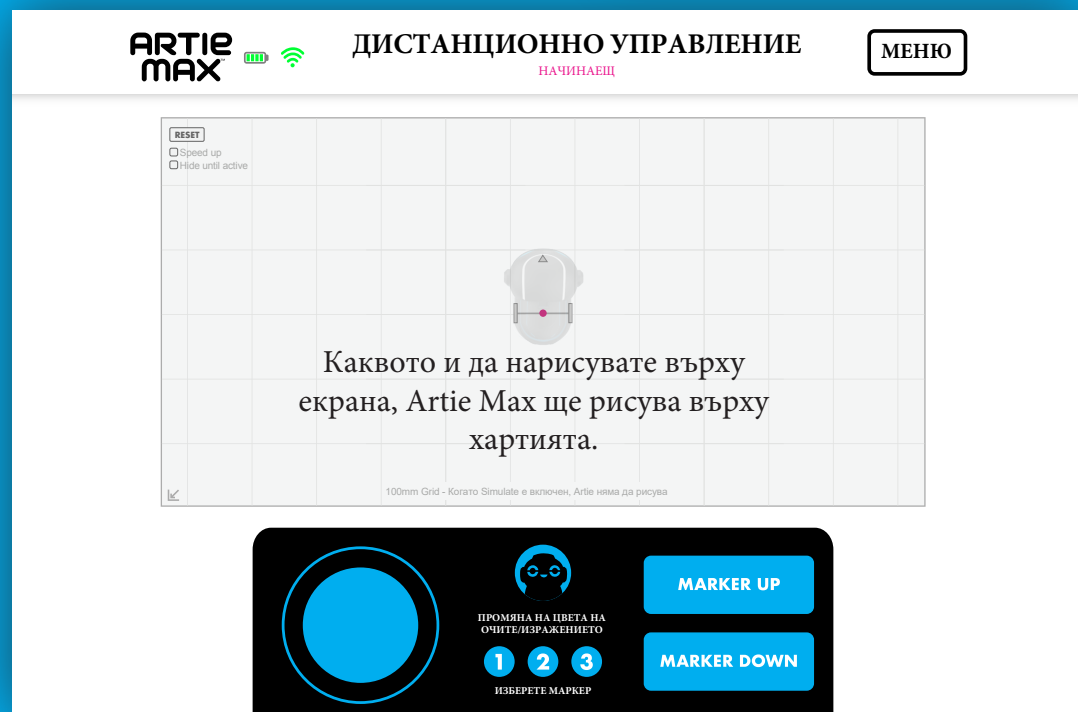 ARTIE
MAX™
ДИСТАНЦИОННО УПРАВЛЕНИЕ
НАЧИНАЕЩ
МЕНЮ
RESET
Speed up
Hide until active
Каквото и да нарисувате върху
екрана, Artie Max ще рисува върху
хартията.
100mm Grid - Когато Simulate е включен, Artie няма да рисува
ПРОМЯНА НА ЦВЕТА НА
ОЧИТЕ/ИЗРАЖЕНИЕТО
1 2 3
ИЗБЕРЕТЕ МАРКЕР
MARKER UP
MARKER DOWN